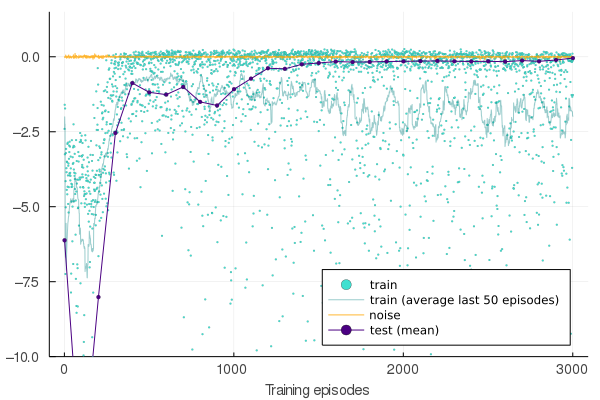 0.0
−2.5
−5.0
−7.5
−10.0
train
train (average last 50 episodes)
noise
test (mean)
0
1000
2000
3000
Training episodes